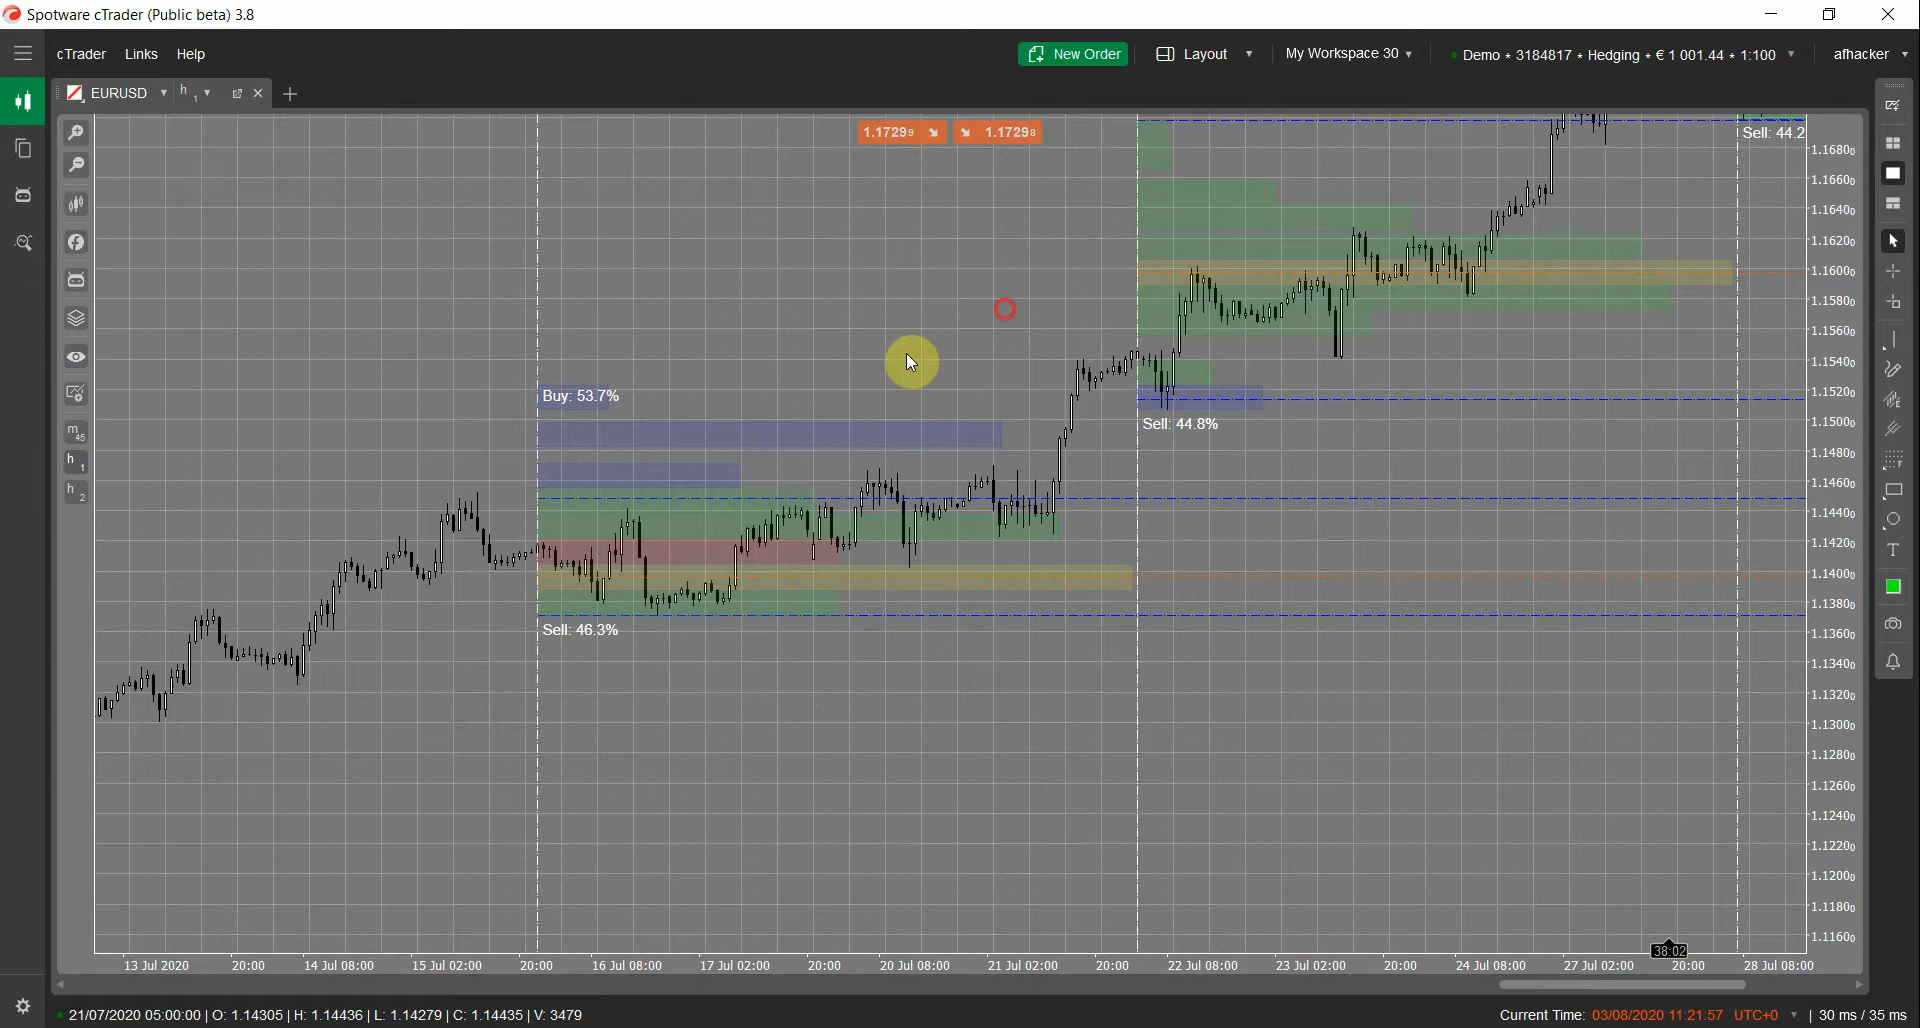 Spotware cTrader (Public beta) 3.8
cTrader Links Help
New Order
Layout
My Workspace 30
Demo • 3184817 • Hedging • € 1 001.44 • 1:100
afhacker
EURUSD h1
1.17299 1.17298
Sell: 44.2
1.16800
1.16600
1.16400
1.16200
1.16000
1.15800
1.15600
1.15400
1.15200
1.15000
1.14800
1.14600
1.14400
1.14200
1.14000
1.13800
1.13600
1.13400
1.13200
1.13000
1.12800
1.12600
1.12400
1.12200
1.12000
1.11800
1.11600
Buy: 53.7%
Sell: 44.8%
Sell: 46.3%
m45
h1
h2
T
38:02
13 Jul 2020 20:00 14 Jul 08:00 15 Jul 02:00 20:00 16 Jul 08:00 17 Jul 02:00 20:00 20 Jul 08:00 21 Jul 02:00 20:00 22 Jul 08:00 23 Jul 02:00 20:00 24 Jul 08:00 27 Jul 02:00 20:00 28 Jul 08:00
21/07/2020 05:00:00 | O: 1.14305 | H: 1.14436 | L: 1.14279 | C: 1.14435 | V: 3479
Current Time: 03/08/2020 11:21:57 UTC+0 | 30 ms / 35 ms